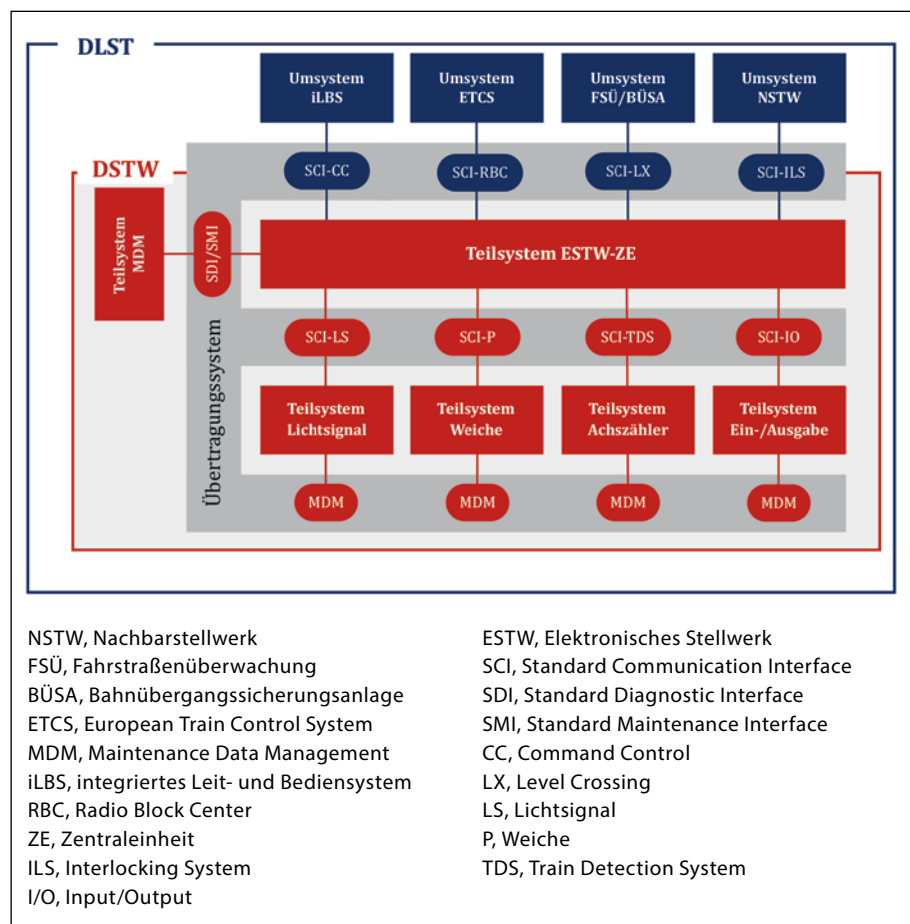 DLST
Umsystem
iLBS
Umsystem
ETCS
Umsystem
FSÜ/BÜSA
Umsystem
NSTW
DSTW
SCI-CC
SCI-RBC
SCI-LX
SCI-ILS
Teilsystem
MDM
SDI/SMI
Teilsystem ESTW-ZE
Übertragungssystem
SCI-LS
SCI-P
SCI-TDS
SCI-IO
Teilsystem
Lichtsignal
Teilsystem
Weiche
Teilsystem
Achszähler
Teilsystem
Ein-/Ausgabe
MDM
MDM
MDM
MDM
NSTW, Nachbarstellwerk
FSÜ, Fahrstraßenüberwachung
BÜSA, Bahnübergangssicherungsanlage
ETCS, European Train Control System
MDM, Maintenance Data Management
iLBS, integriertes Leit- und Bediensystem
RBC, Radio Block Center
ZE, Zentraleinheit
ILS, Interlocking System
I/O, Input/Output
ESTW, Elektronisches Stellwerk
SCI, Standard Communication Interface
SDI, Standard Diagnostic Interface
SMI, Standard Maintenance Interface
CC, Command Control
LX, Level Crossing
LS, Lichtsignal
P, Weiche
TDS, Train Detection System